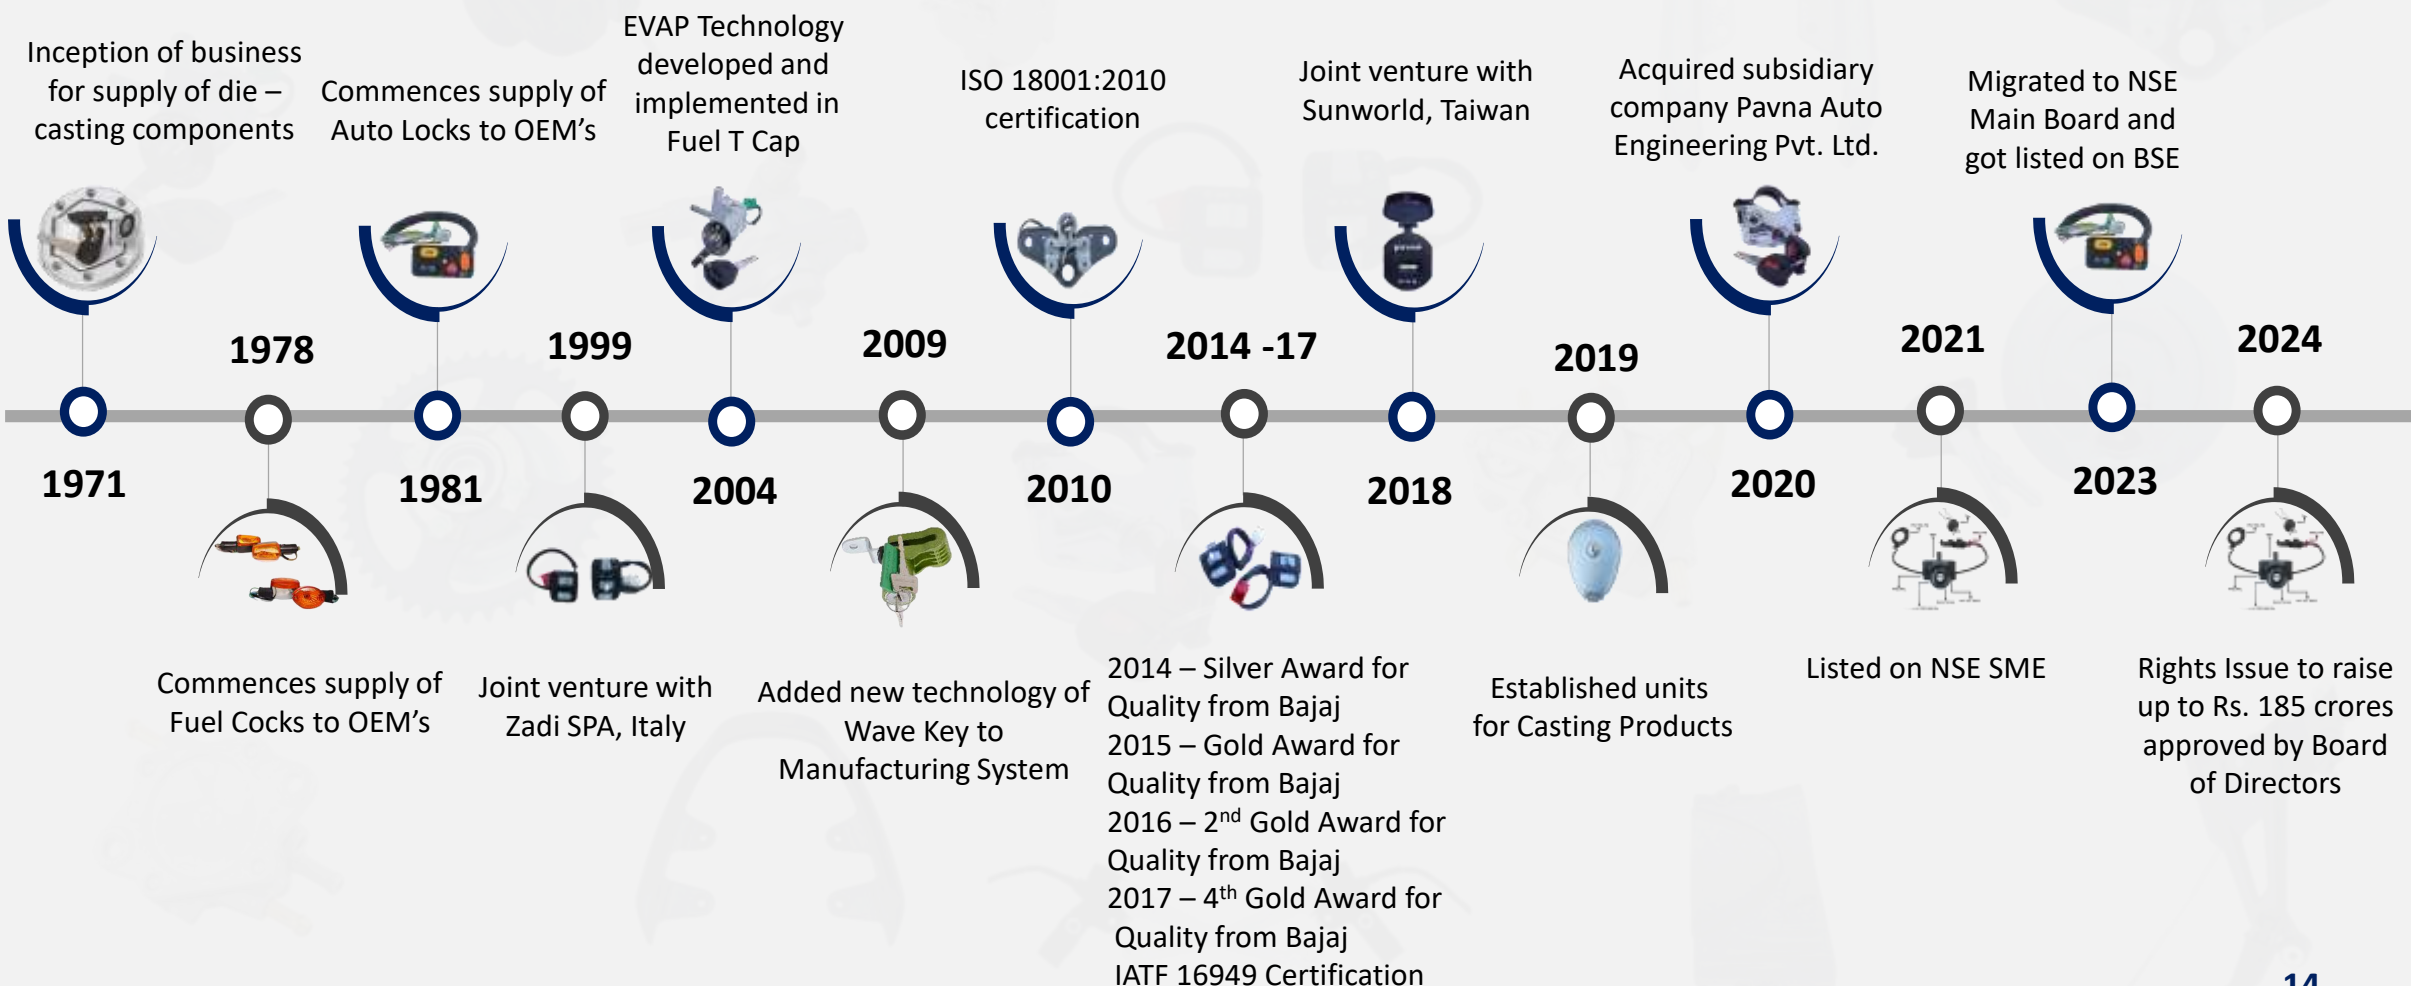 Inception of business
for supply of die –
casting components
Commences supply of
Auto Locks to OEM’s
EVAP Technology
developed and
implemented in
Fuel T Cap
ISO 18001:2010
certification
Joint venture with
Sunworld, Taiwan
Acquired subsidiary
company Pavna Auto
Engineering Pvt. Ltd.
Migrated to NSE
Main Board and
got listed on BSE
1978
1999
2009
2014 -17
2019
2021
2024
1971
1981
2004
2010
2018
2020
2023
Commences supply of
Fuel Cocks to OEM’s
Joint venture with
Zadi SPA, Italy
Added new technology of
Wave Key to
Manufacturing System
2014 – Silver Award for
Quality from Bajaj
2015 – Gold Award for
Quality from Bajaj
2016 – 2nd Gold Award for
Quality from Bajaj
2017 – 4th Gold Award for
Quality from Bajaj
IATF 16949 Certification
Established units
for Casting Products
Listed on NSE SME
Rights Issue to raise
up to Rs. 185 crores
approved by Board
of Directors
14